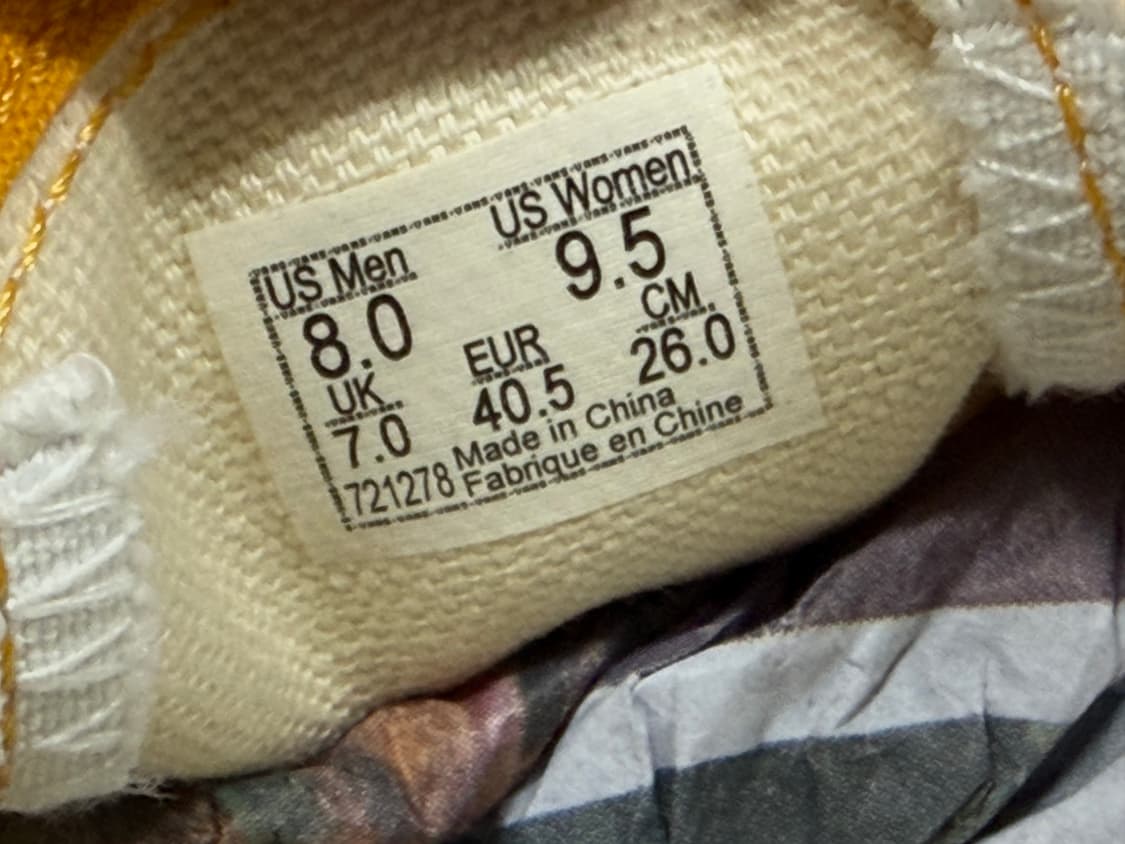 US Men US Women
8.0 9.5
UK EUR CM
7.0 40.5 26.0
721278 Made in China
Fabrique en Chine